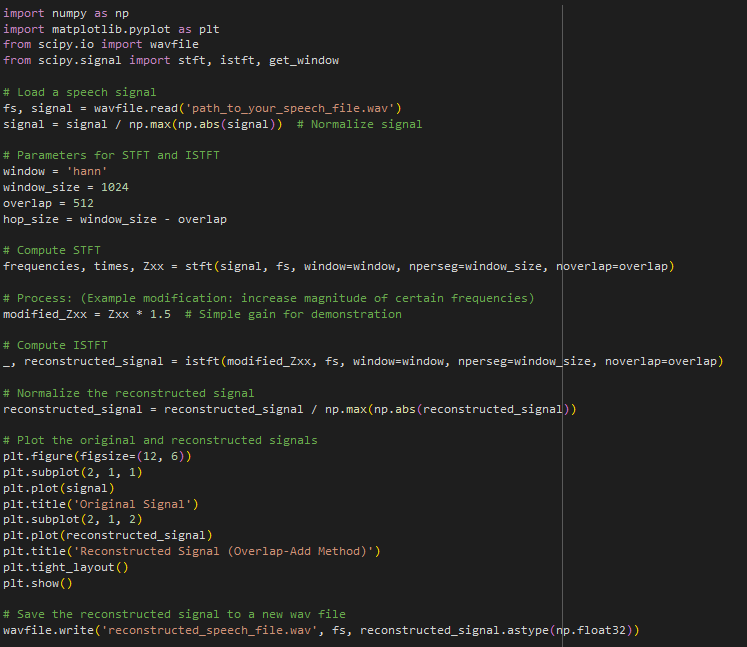 import numpy as np
import matplotlib.pyplot as plt
from scipy.io import wavfile
from scipy.signal import stft, istft, get_window
# Load a speech signal
fs, signal = wavfile.read('path_to_your_speech_file.wav')
signal = signal / np.max(np.abs(signal))  # Normalize signal
# Parameters for STFT and ISTFT
window = 'hann'
window_size = 1024
overlap = 512
hop_size = window_size - overlap
# Compute STFT
frequencies, times, Zxx = stft(signal, fs, window=window, nperseg=window_size, noverlap=overlap)
# Process: (Example modification: increase magnitude of certain frequencies)
modified_Zxx = Zxx * 1.5  # Simple gain for demonstration
# Compute ISTFT
_, reconstructed_signal = istft(modified_Zxx, fs, window=window, nperseg=window_size, noverlap=overlap)
# Normalize the reconstructed signal
reconstructed_signal = reconstructed_signal / np.max(np.abs(reconstructed_signal))
# Plot the original and reconstructed signals
plt.figure(figsize=(12, 6))
plt.subplot(2, 1, 1)
plt.plot(signal)
plt.title('Original Signal')
plt.subplot(2, 1, 2)
plt.plot(reconstructed_signal)
plt.title('Reconstructed Signal (Overlap-Add Method)')
plt.tight_layout()
plt.show()
# Save the reconstructed signal to a new wav file
wavfile.write('reconstructed_speech_file.wav', fs, reconstructed_signal.astype(np.float32))